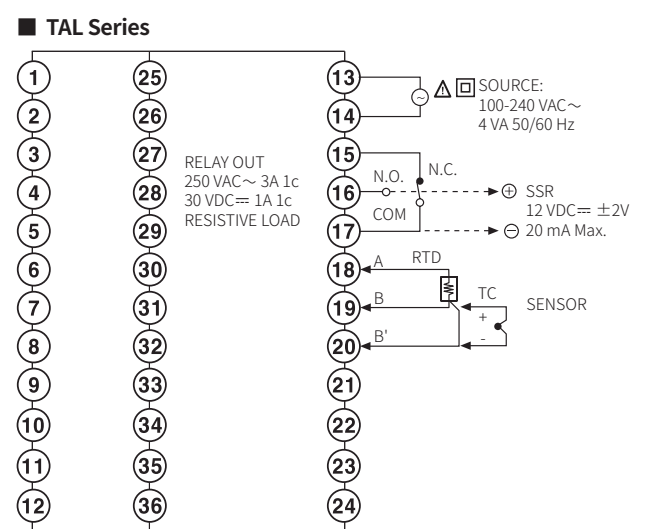 ■ TAL Series
1 25 13
2 26 14
SOURCE:
100-240 VAC～
4 VA 50/60 Hz
3 27 15
4 28 16
5 29 17
RELAY OUT
250 VAC～ 3A 1c
30 VDC⎓ 1A 1c
RESISTIVE LOAD
N.O.
N.C.
COM
⊕ SSR
12 VDC⎓ ±2V
⊖ 20 mA Max.
6 30 18
7 31 19
8 32 20
A RTD
B
B'
TC
+
-
SENSOR
9 33 21
10 34 22
11 35 23
12 36 24